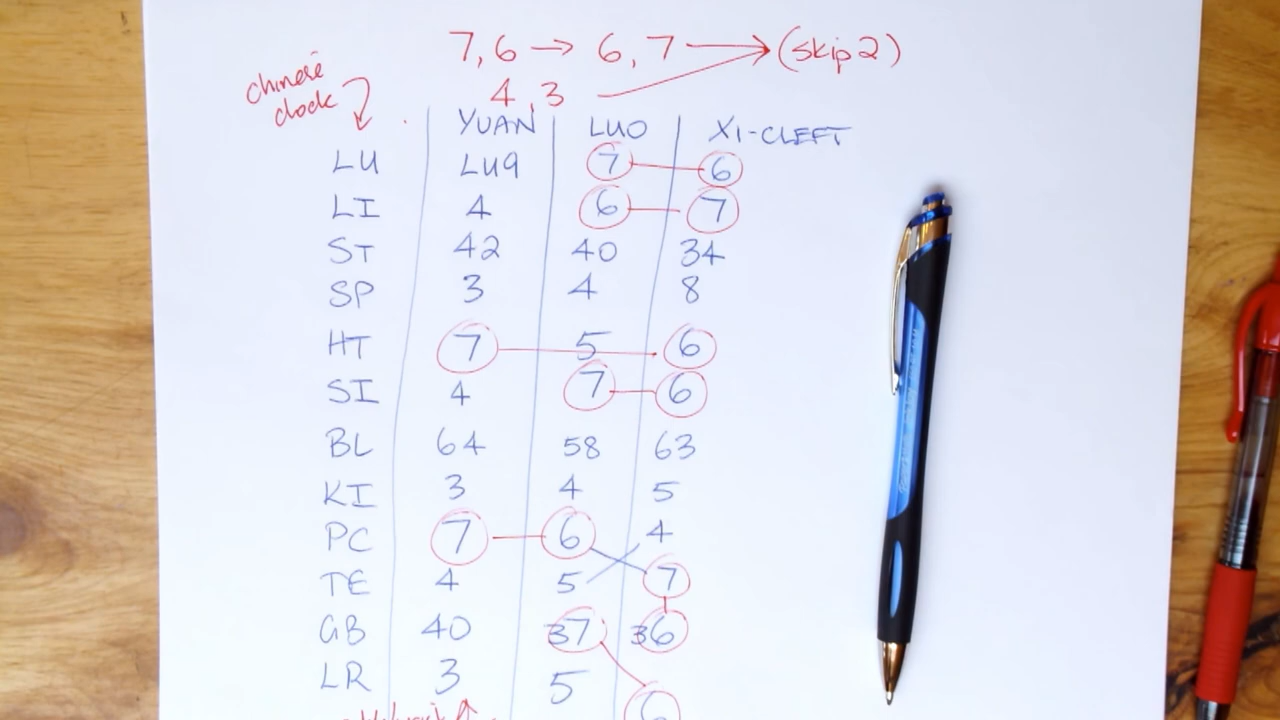 7,6 → 6,7 → (skip 2)
4,3
chinese
clock
YUAN LUO XI-CLEFT
LU LU9 7 6
LI 4 6 7
ST 42 40 34
SP 3 4 8
HT 7 5 6
SI 4 7 6
BL 64 58 63
KI 3 4 5
PC 7 6 4
TE 4 5 7
GB 40 37 36
LR 3 5 6